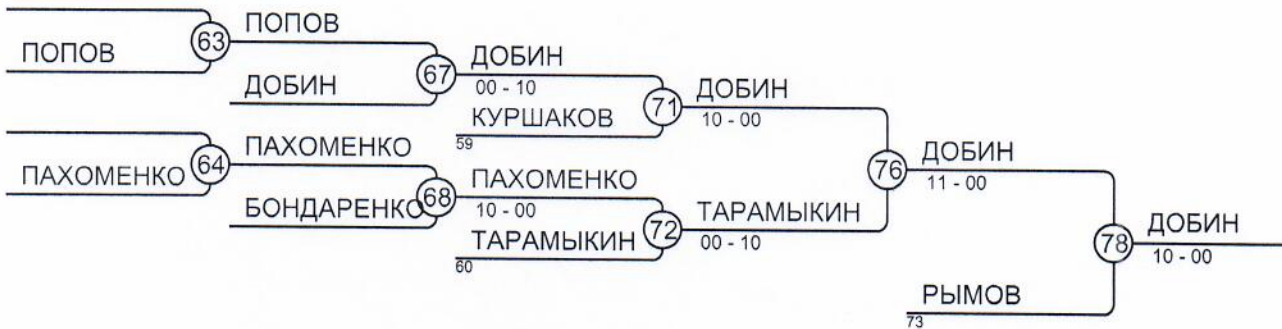 63
ПОПОВ
ПОПОВ
67
ДОБИН
ДОБИН
00 - 10
71
ДОБИН
10 - 00
КУРШАКОВ
59
64
ПАХОМЕНКО
ПАХОМЕНКО
68
БОНДАРЕНКО
ПАХОМЕНКО
10 - 00
72
ТАРАМЫКИН
60
ТАРАМЫКИН
00 - 10
76
ДОБИН
11 - 00
78
ДОБИН
10 - 00
РЫМОВ
73